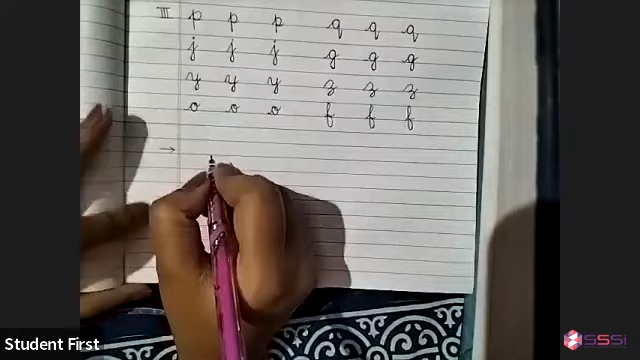 III p p p q q q
j j j g g g
y y y z z z
o o o f f f
→
Student First
SSSi